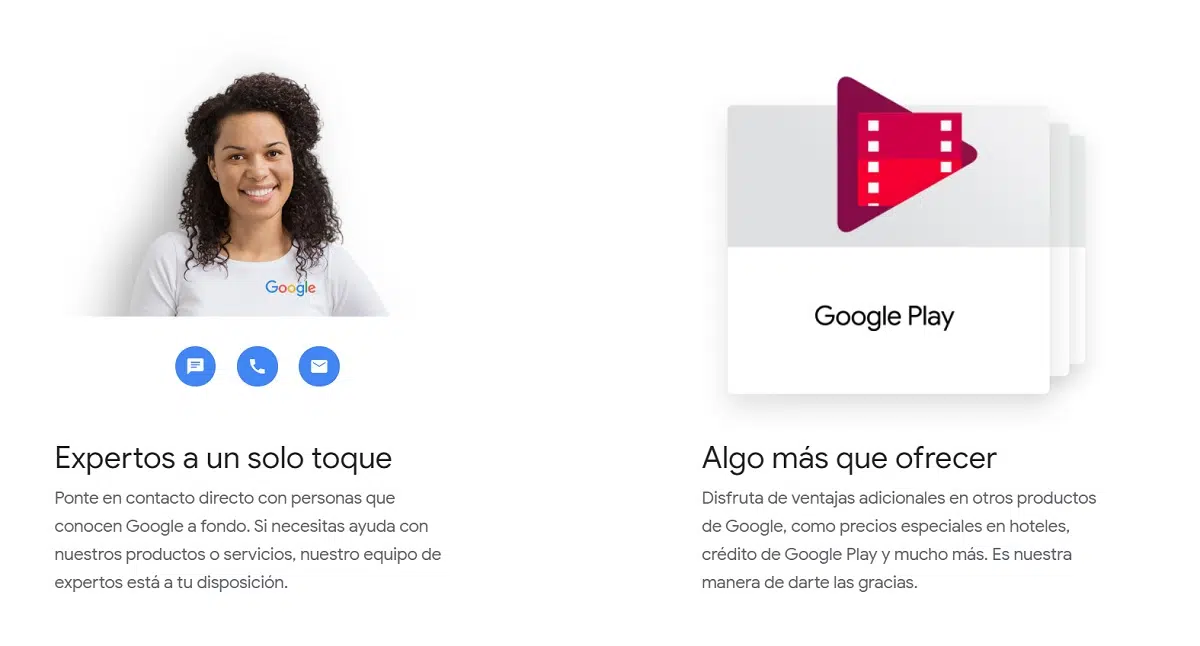 Google
Google Play
Expertos a un solo toque
Ponte en contacto directo con personas que
conocen Google a fondo. Si necesitas ayuda con
nuestros productos o servicios, nuestro equipo de
expertos está a tu disposición.
Algo más que ofrecer
Disfruta de ventajas adicionales en otros productos
de Google, como precios especiales en hoteles,
crédito de Google Play y mucho más. Es nuestra
manera de darte las gracias.